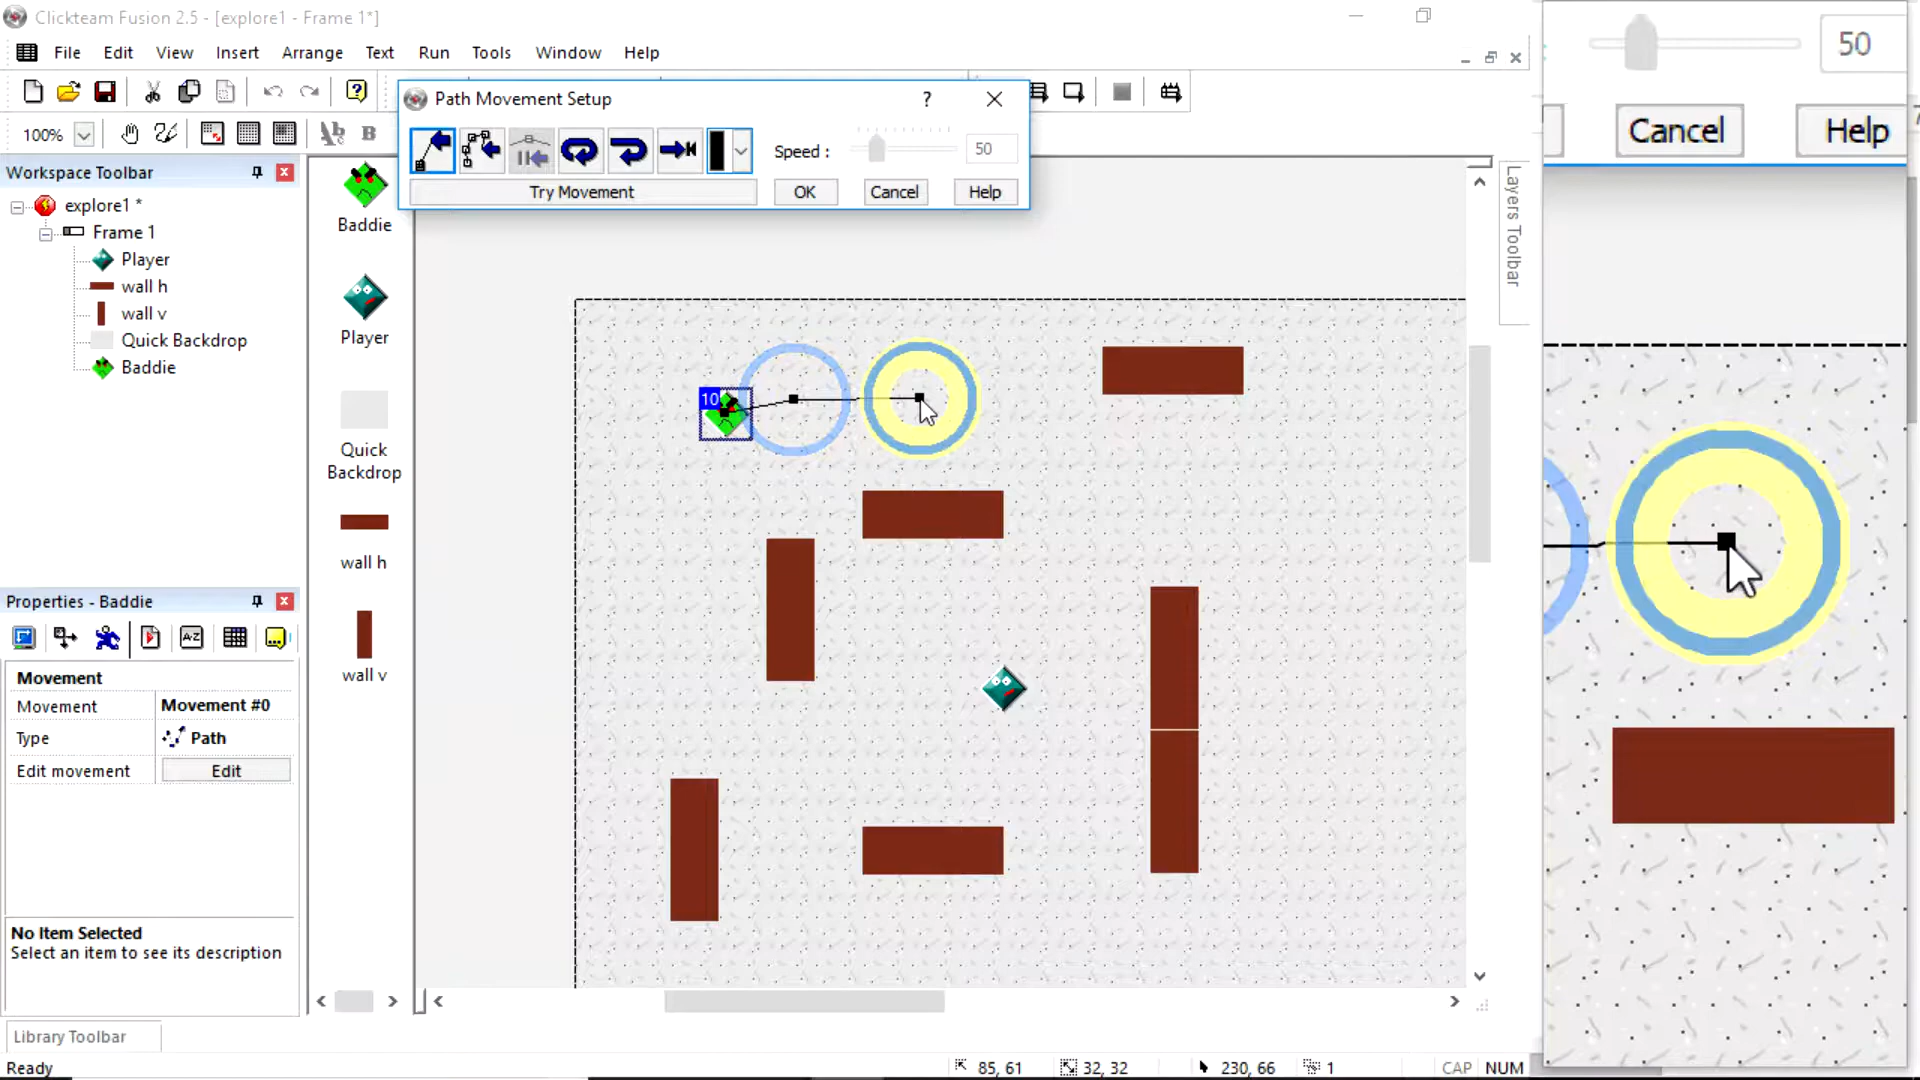 Clickteam Fusion 2.5 - [explore1 - Frame 1*]
File Edit View Insert Arrange Text Run Tools Window Help
100%
Path Movement Setup
?
Speed :
50
Try Movement
OK
Cancel
Help
Workspace Toolbar
explore1 *
Frame 1
Player
wall h
wall v
Quick Backdrop
Baddie
Baddie
Player
Quick
Backdrop
wall h
wall v
10
Layers Toolbar
Properties - Baddie
A-Z
Movement
Movement
Movement #0
Type
Path
Edit movement
Edit
No Item Selected
Select an item to see its description
Library Toolbar
Ready
85, 61
32, 32
230, 66
1
CAP
NUM
50
Cancel
Help